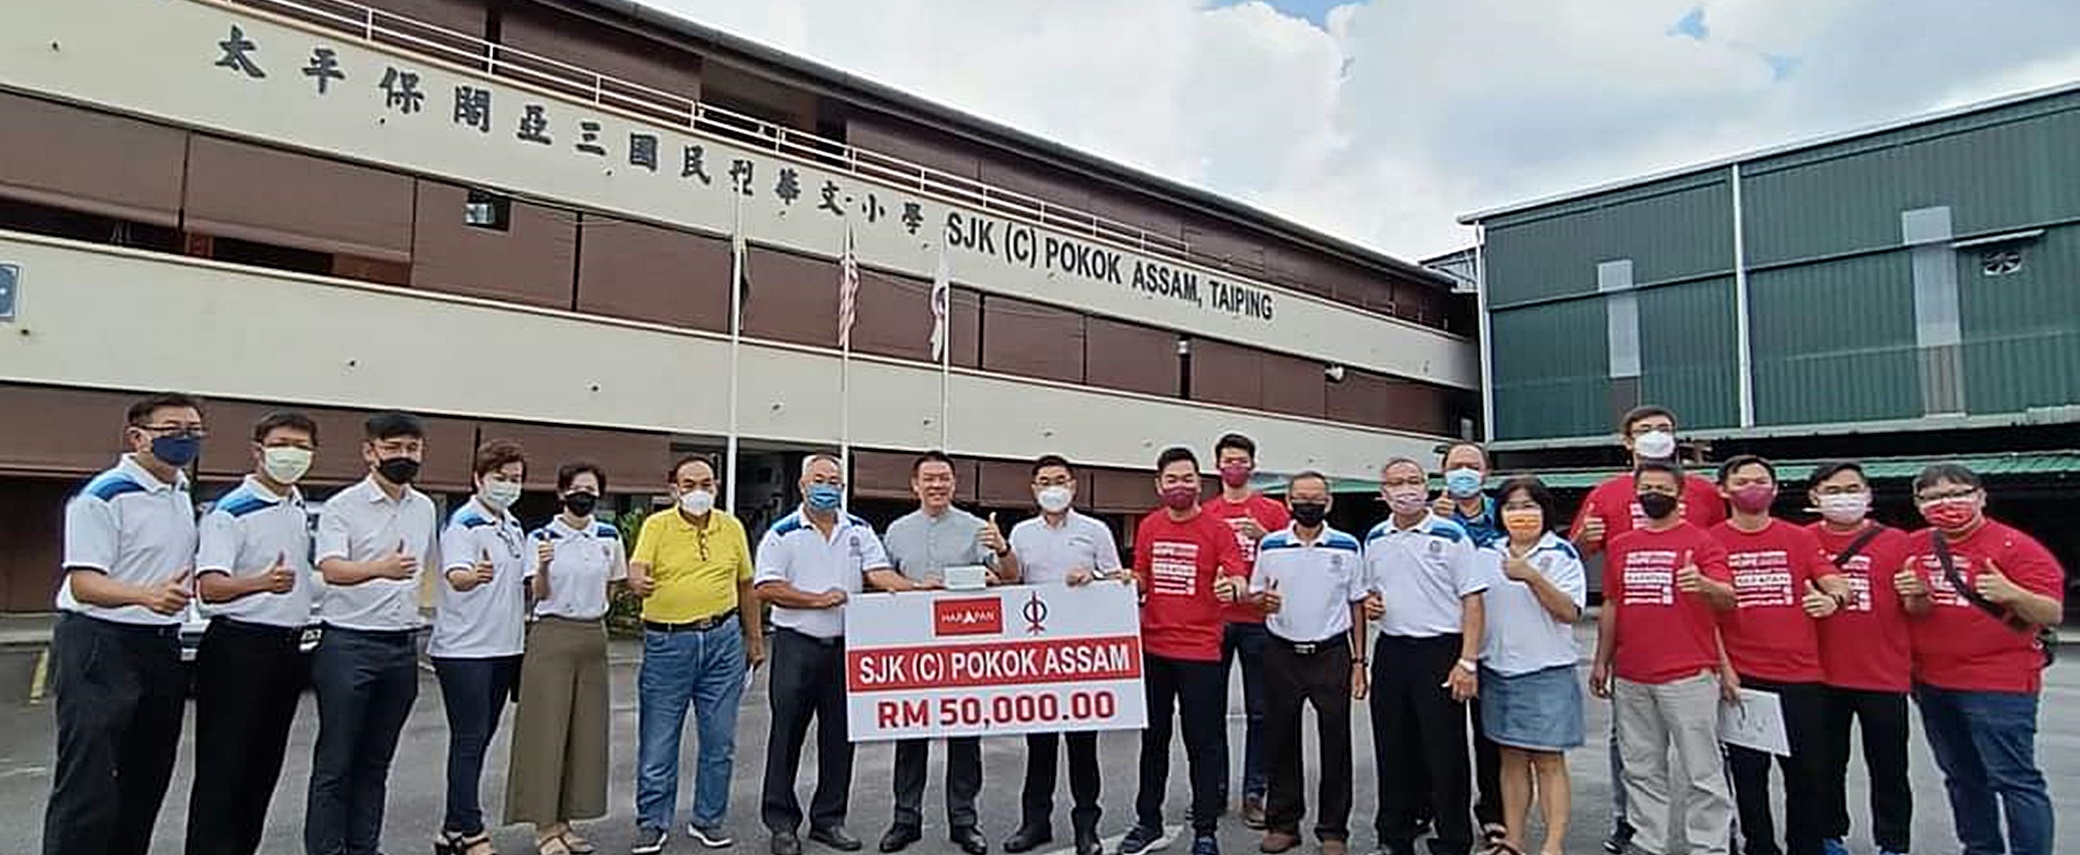 太平保閣亞三國民型華文小學 SJK (C) POKOK ASSAM, TAIPING
HARAPAN
SJK (C) POKOK ASSAM
RM 50,000.00